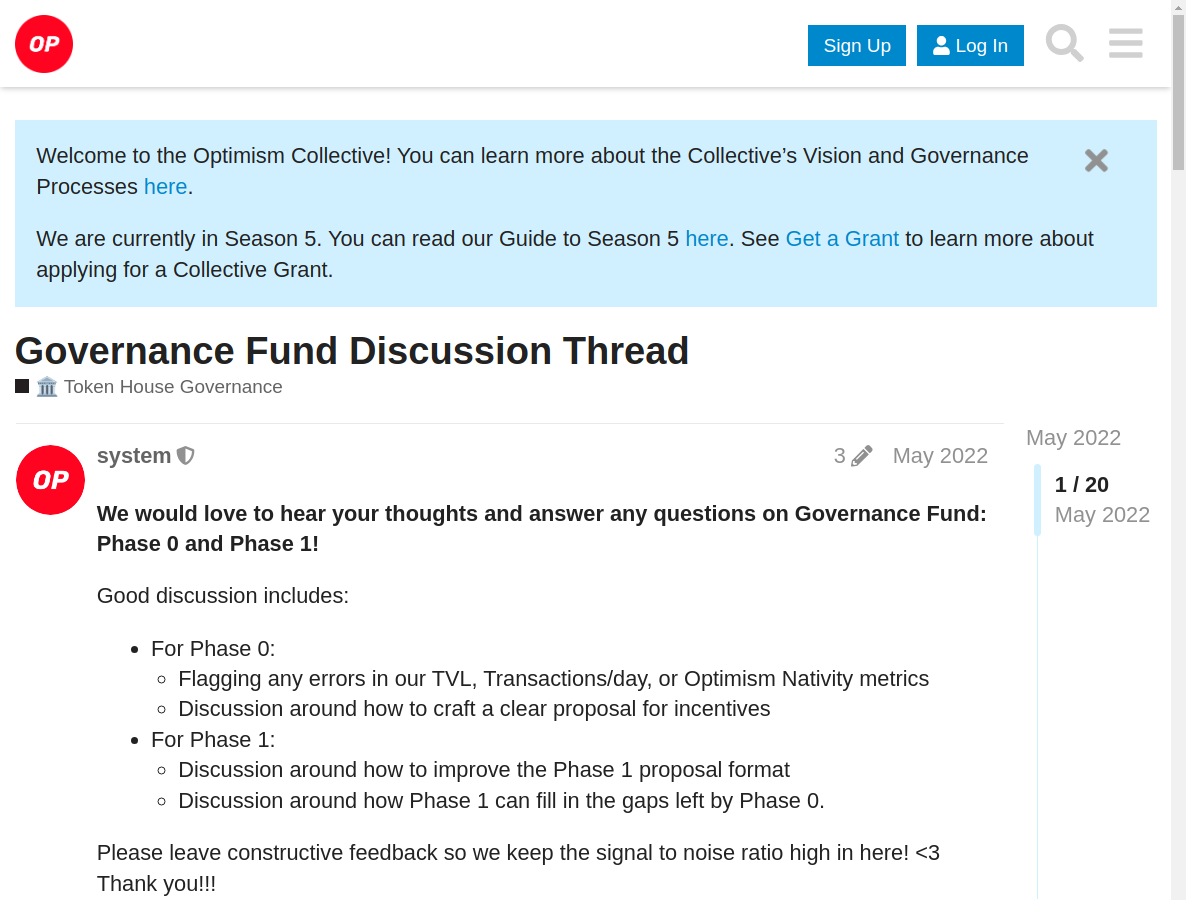 OP
Sign Up
Log In
Welcome to the Optimism Collective! You can learn more about the Collective’s Vision and Governance
Processes here.
We are currently in Season 5. You can read our Guide to Season 5 here. See Get a Grant to learn more about
applying for a Collective Grant.
Governance Fund Discussion Thread
Token House Governance
OP
system
3
May 2022
We would love to hear your thoughts and answer any questions on Governance Fund:
Phase 0 and Phase 1!
Good discussion includes:
For Phase 0:
Flagging any errors in our TVL, Transactions/day, or Optimism Nativity metrics
Discussion around how to craft a clear proposal for incentives
For Phase 1:
Discussion around how to improve the Phase 1 proposal format
Discussion around how Phase 1 can fill in the gaps left by Phase 0.
Please leave constructive feedback so we keep the signal to noise ratio high in here! <3
Thank you!!!
May 2022
1 / 20
May 2022